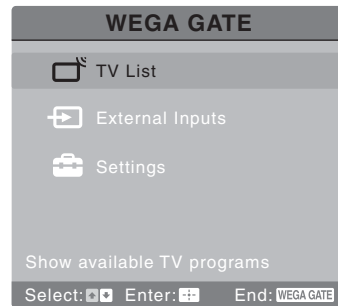 WEGA GATE
TV List
External Inputs
Settings
Show available TV programs
Select: Enter: End: WEGA GATE